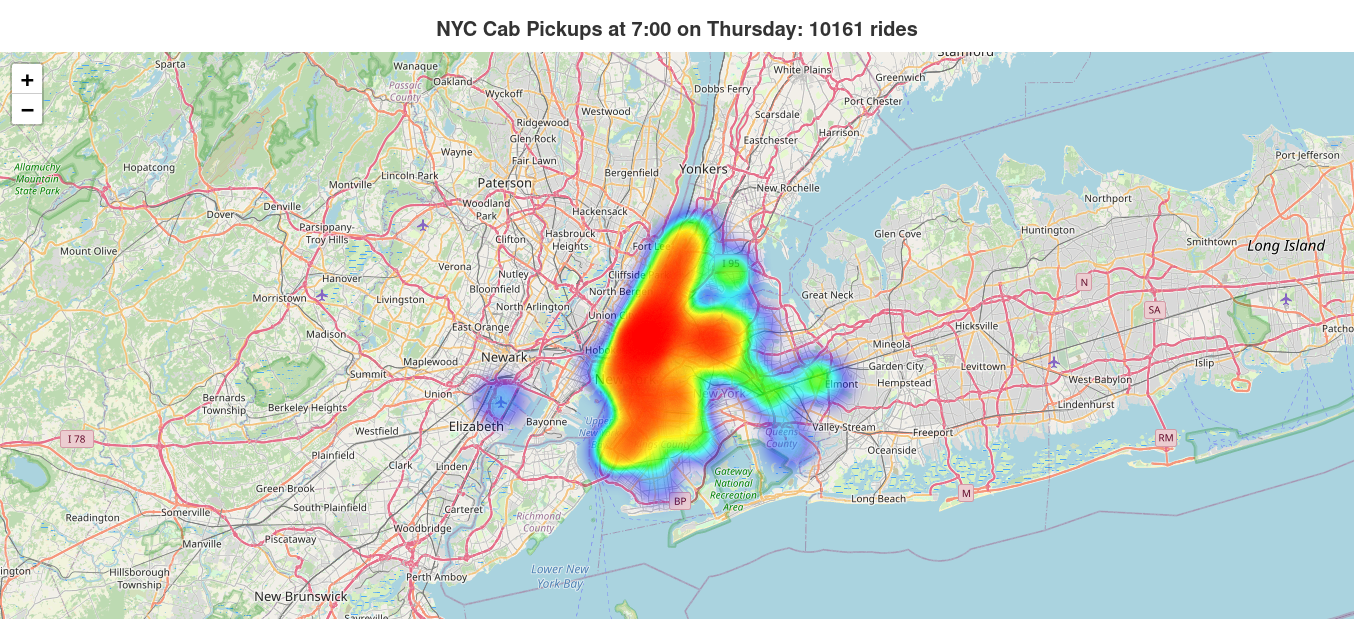 NYC Cab Pickups at 7:00 on Thursday: 10161 rides
+
−
Sparta
Wanaque
Oakland
Passaic
County
Wyckoff
Westwood
Dobbs Ferry
White Plains
Stamford
Greenwich
Port Chester
Scarsdale
Harrison
Eastchester
Ridgewood
Glen Rock
Fair Lawn
Wayne
Bergenfield
Yonkers
New Rochelle
Allamuchy
Mountain
State Park
Hopatcong
Lincoln Park
Montville
Paterson
Woodland
Park
Hackensack
Port Jefferson
Northport
Denville
Dover
Parsippany-
Troy Hills
Clifton
Hasbrouck
Heights
Fort Lee
Glen Cove
Huntington
Smithtown
Long Island
Mount Olive
Verona
Nutley
Cliffside
I 95
Hanover
Bloomfield
North
N
Morristown
Livingston
North Arlington
Union
Great Neck
SA
Madison
East Orange
Hicksville
Patcho
Maplewood
Newark
Mineola
Summit
Garden City
Levittown
Islip
Hempstead
West Babylon
Bernards
Township
Berkeley Heights
Union
New York
Elmont
Lindenhurst
Bayonne
Elizabeth
Valley Stream
Freeport
I 78
Westfield
Queens
County
Oceanside
RM
Plainfield
Clark
Linden
Gateway
National
Recreation
Area
Green Brook
BP
Long Beach
M
South Plainfield
Carteret
Readington
Somerville
Richmond
County
Woodbridge
Piscataway
Manville
ington
Hillsborough
Township
Perth Amboy
Lower New
York Bay
New Brunswick
Sayreville